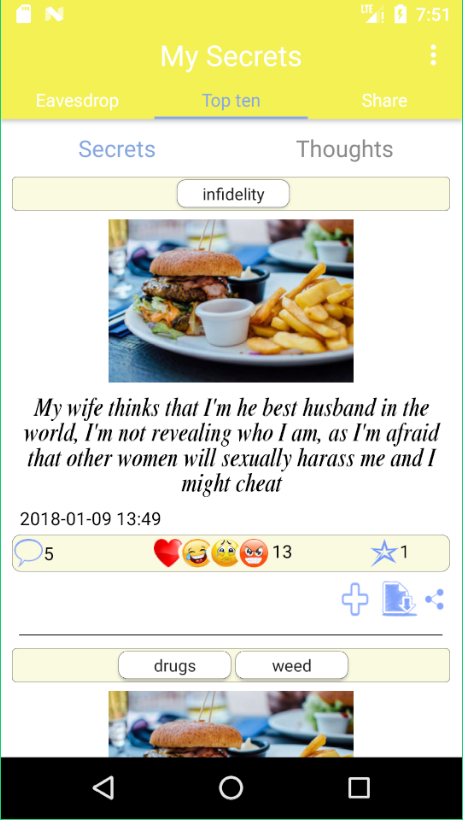 LTE 7:51
My Secrets
Eavesdrop Top ten Share
Secrets Thoughts
infidelity
My wife thinks that I'm he best husband in the
world, I'm not revealing who I am, as I'm afraid
that other women will sexually harass me and I
might cheat
2018-01-09 13:49
5 13 1
drugs weed